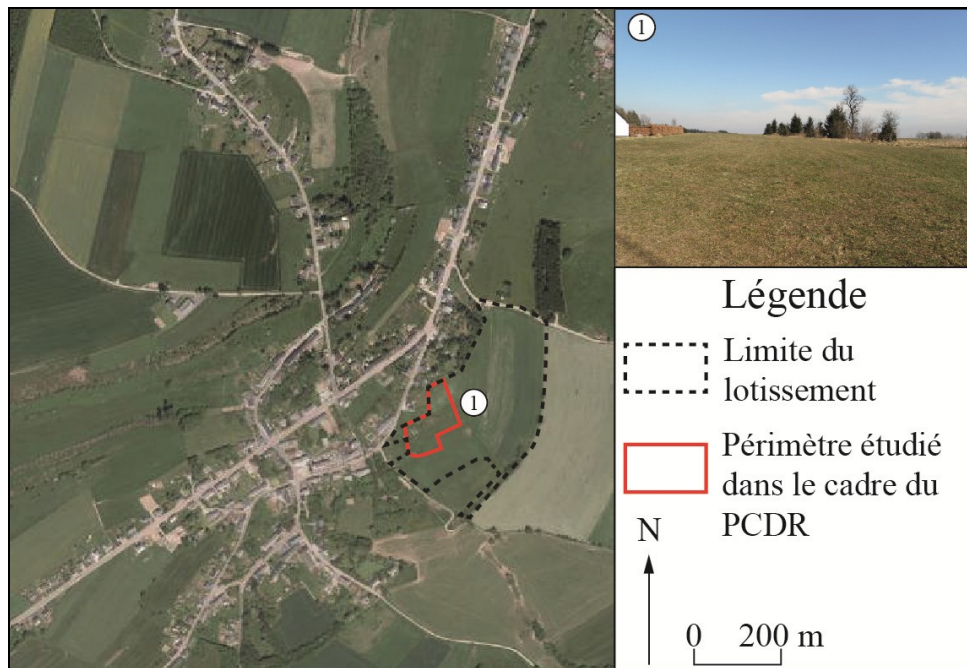 1
1
Légende
Limite du
lotissement
Périmètre étudié
dans le cadre du
PCDR
N
0 200 m